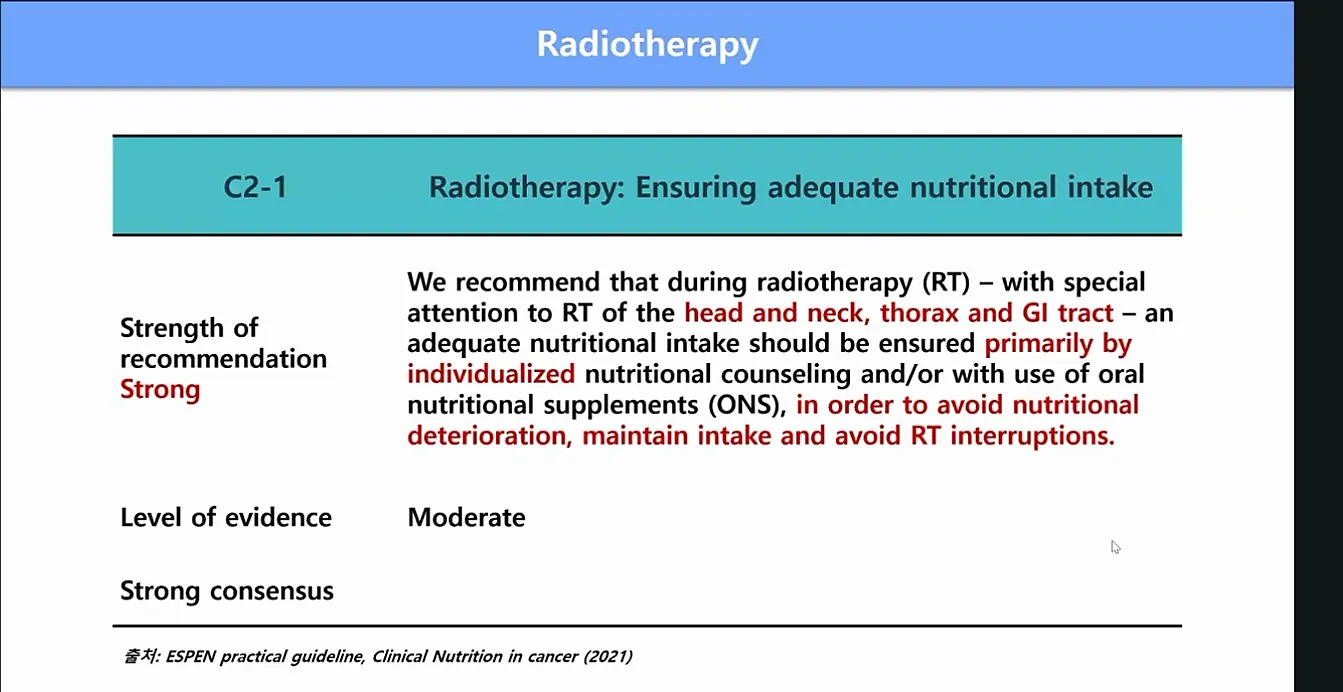 Radiotherapy
C2-1
Radiotherapy: Ensuring adequate nutritional intake
Strength of
recommendation
Strong
We recommend that during radiotherapy (RT) – with special
attention to RT of the head and neck, thorax and GI tract – an
adequate nutritional intake should be ensured primarily by
individualized nutritional counseling and/or with use of oral
nutritional supplements (ONS), in order to avoid nutritional
deterioration, maintain intake and avoid RT interruptions.
Level of evidence
Moderate
Strong consensus
출처: ESPEN practical guideline, Clinical Nutrition in cancer (2021)